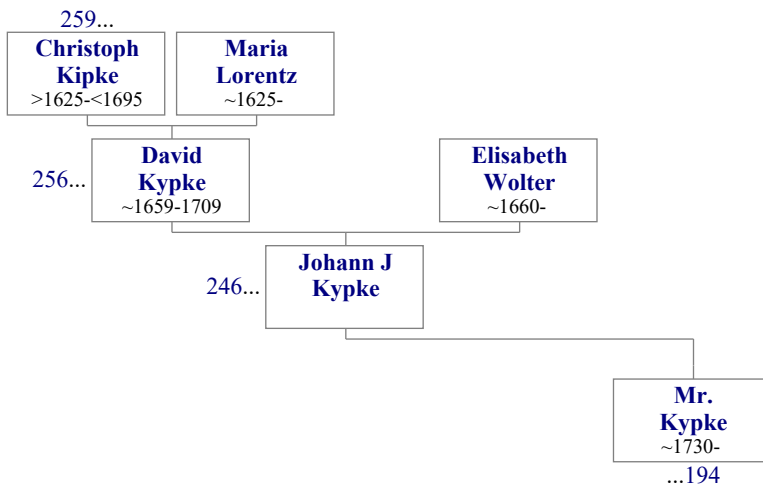 259...
Christoph
Kipke
>1625-<1695
Maria
Lorentz
~1625-
256...
David
Kypke
~1659-1709
Elisabeth
Wolter
~1660-
246...
Johann J
Kypke
Mr.
Kypke
~1730-
...194